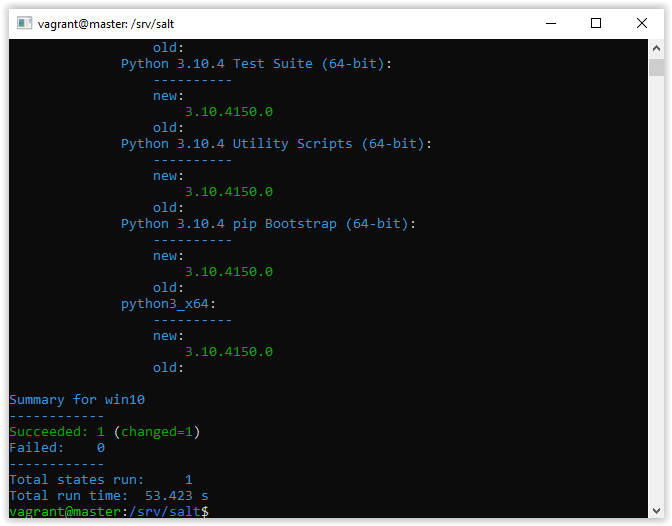 vagrant@master: /srv/salt
old:
Python 3.10.4 Test Suite (64-bit):
----------
new:
3.10.4150.0
old:
Python 3.10.4 Utility Scripts (64-bit):
----------
new:
3.10.4150.0
old:
Python 3.10.4 pip Bootstrap (64-bit):
----------
new:
3.10.4150.0
old:
python3_x64:
----------
new:
3.10.4150.0
old:
Summary for win10
------------
Succeeded: 1 (changed=1)
Failed:    0
------------
Total states run:     1
Total run time:  53.423 s
vagrant@master:/srv/salt$